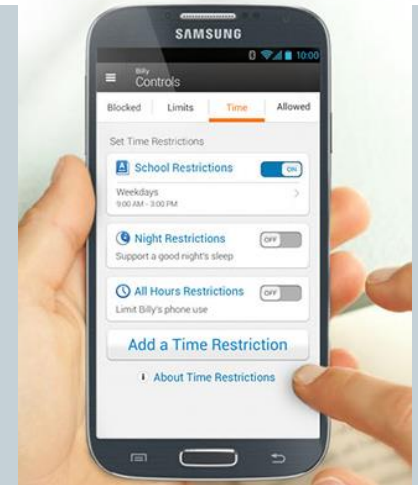 SAMSUNG
10:00
Billy
Controls
Blocked Limits Time Allowed
Set Time Restrictions
School Restrictions ON
Weekdays
9:00 AM - 3:00 PM
Night Restrictions OFF
Support a good night's sleep
All Hours Restrictions OFF
Limit Billy's phone use
Add a Time Restriction
i About Time Restrictions